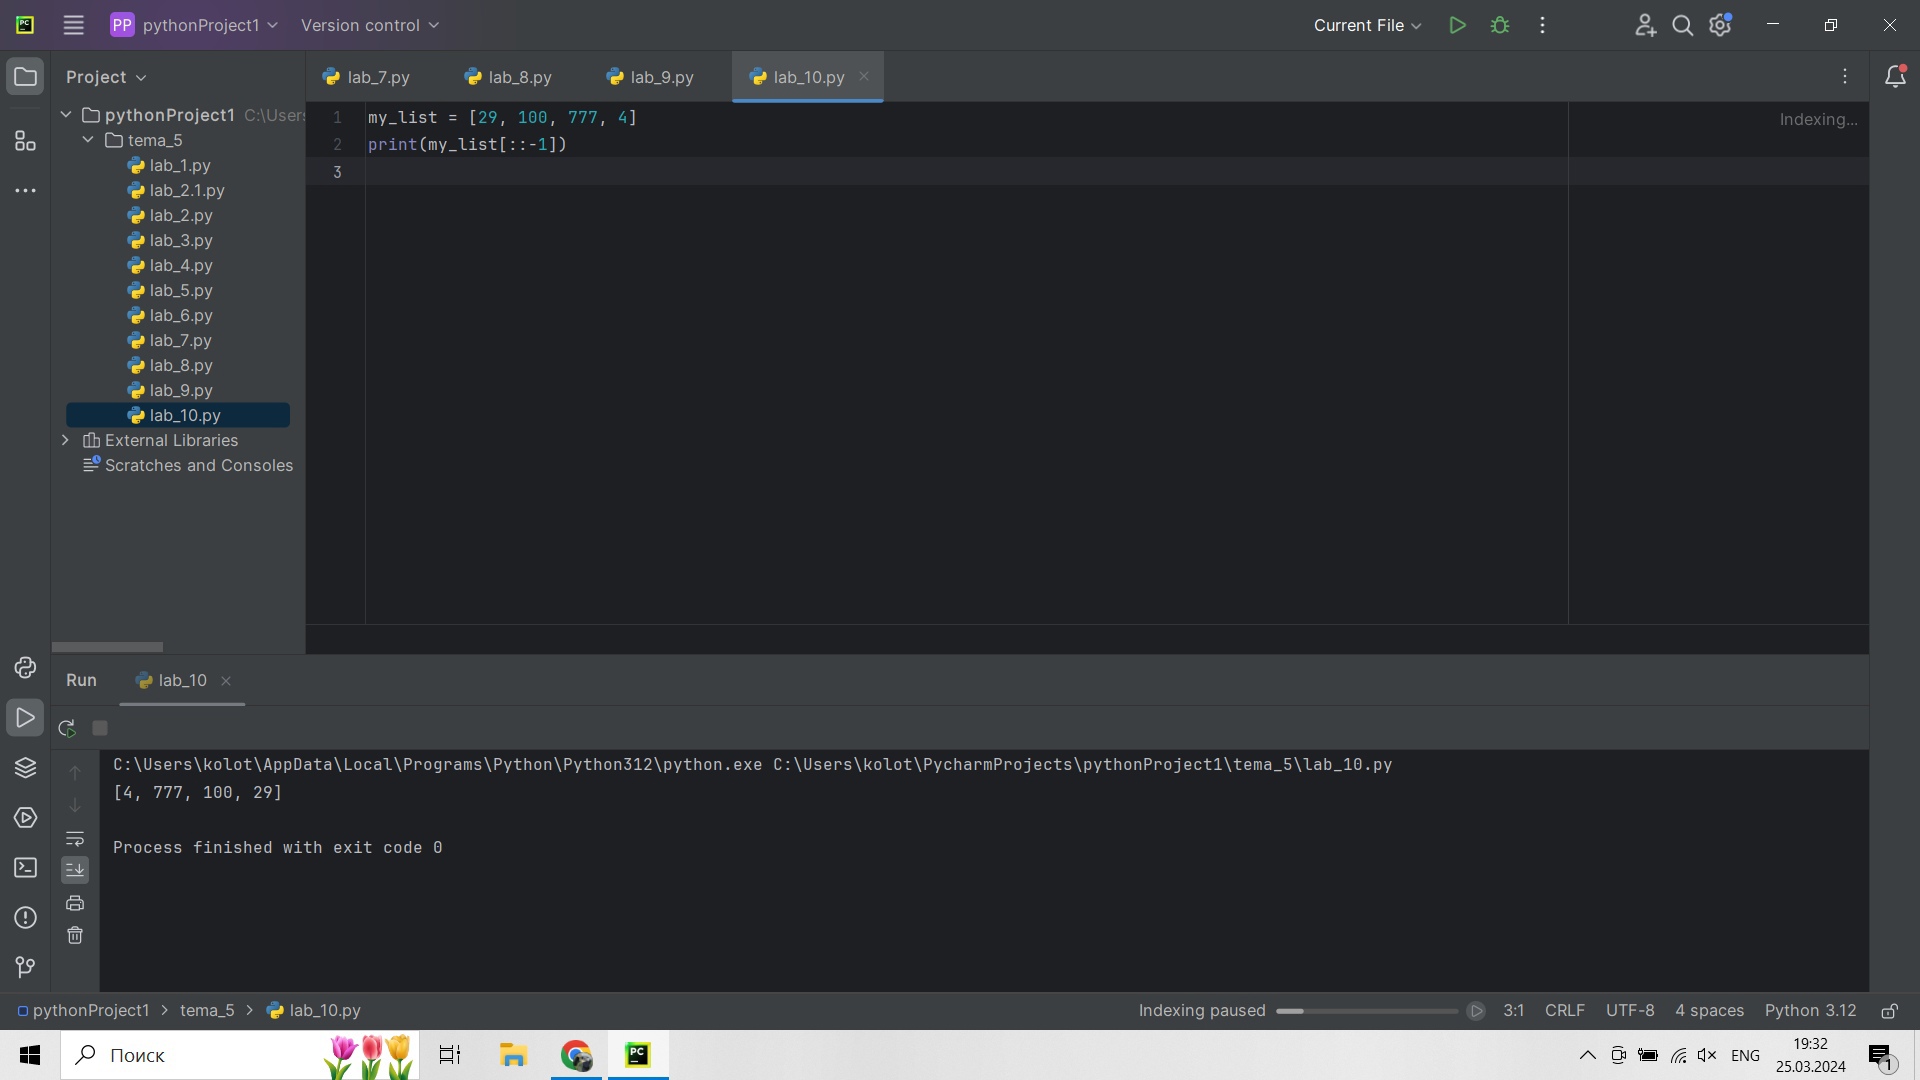 PC
PP pythonProject1 Version control Current File
Project
lab_7.py lab_8.py lab_9.py lab_10.py
pythonProject1 C:\Users
tema_5
lab_1.py
lab_2.1.py
lab_2.py
lab_3.py
lab_4.py
lab_5.py
lab_6.py
lab_7.py
lab_8.py
lab_9.py
lab_10.py
External Libraries
Scratches and Consoles
1 my_list = [29, 100, 777, 4]
2 print(my_list[::-1])
3
Indexing...
Run lab_10
C:\Users\kolot\AppData\Local\Programs\Python\Python312\python.exe C:\Users\kolot\PycharmProjects\pythonProject1\tema_5\lab_10.py
[4, 777, 100, 29]
Process finished with exit code 0
pythonProject1 > tema_5 > lab_10.py Indexing paused 3:1 CRLF UTF-8 4 spaces Python 3.12
Поиск PC ENG 19:32
25.03.2024
1